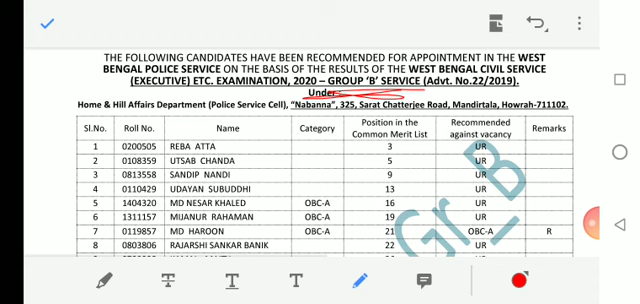 THE FOLLOWING CANDIDATES HAVE BEEN RECOMMENDED FOR APPOINTMENT IN THE WEST
BENGAL POLICE SERVICE ON THE BASIS OF THE RESULTS OF THE WEST BENGAL CIVIL SERVICE
(EXECUTIVE) ETC. EXAMINATION, 2020 – GROUP ‘B’ SERVICE (Advt. No.22/2019).
Under
Home & Hill Affairs Department (Police Service Cell), “Nabanna”, 325, Sarat Chatterjee Road, Mandirtala, Howrah-711102.
Sl.No. Roll No. Name Category Position in the Common Merit List Recommended against vacancy Remarks
1 0200505 REBA ATTA 3 UR
2 0108359 UTSAB CHANDA 5 UR
3 0813558 SANDIP NANDI 9 UR
4 0110429 UDAYAN SUBUDDHI 13 UR
5 1404320 MD NESAR KHALED OBC-A 16 UR
6 1311157 MIJANUR RAHAMAN OBC-A 19 UR
7 0119857 MD HAROON OBC-A 21 OBC-A R
8 0803806 RAJARSHI SANKAR BANIK 22 UR
Gr_B
T T T